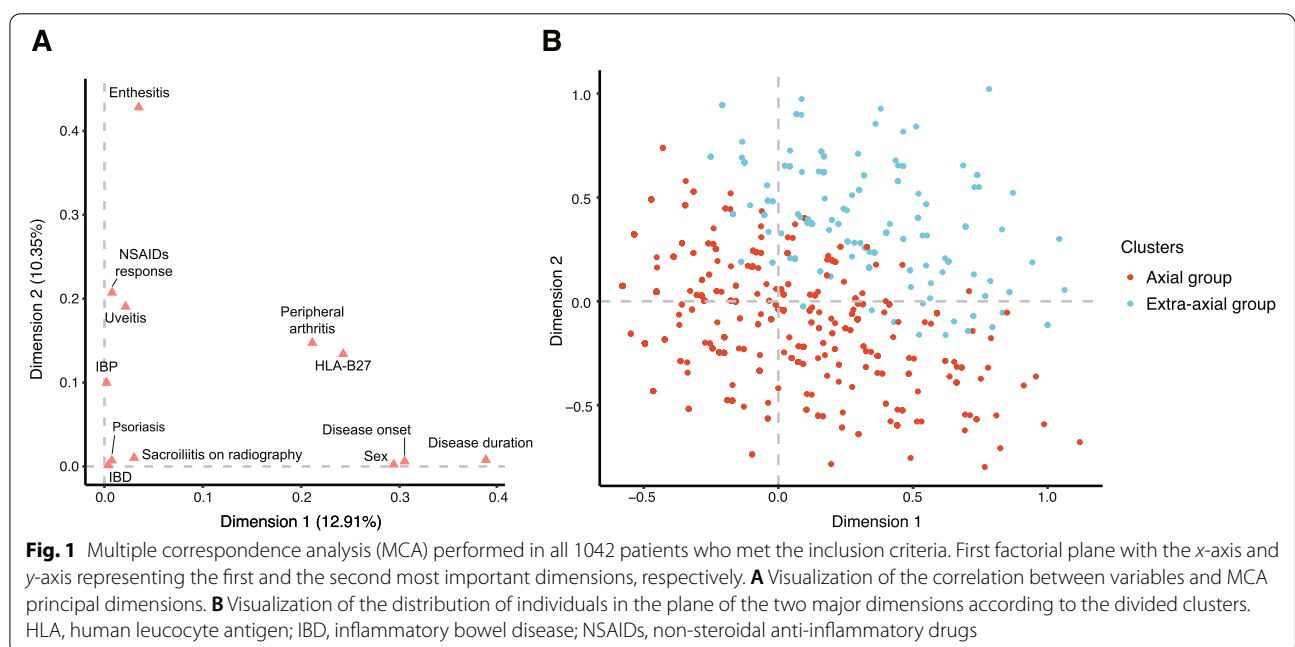 A
B
Enthesitis
NSAIDs
response
Uveitis
IBP
Psoriasis
IBD
Sacroiliitis on radiography
Peripheral
arthritis
HLA-B27
Disease onset
Sex
Disease duration
0.4
0.3
0.2
0.1
0.0
0.0
0.1
0.2
0.3
0.4
Dimension 2 (10.35%)
Dimension 1 (12.91%)
1.0
0.5
0.0
−0.5
−0.5
0.0
0.5
1.0
Dimension 2
Dimension 1
Clusters
Axial group
Extra-axial group
Fig. 1 Multiple correspondence analysis (MCA) performed in all 1042 patients who met the inclusion criteria. First factorial plane with the x-axis and
y-axis representing the first and the second most important dimensions, respectively. A Visualization of the correlation between variables and MCA
principal dimensions. B Visualization of the distribution of individuals in the plane of the two major dimensions according to the divided clusters.
HLA, human leucocyte antigen; IBD, inflammatory bowel disease; NSAIDs, non-steroidal anti-inflammatory drugs